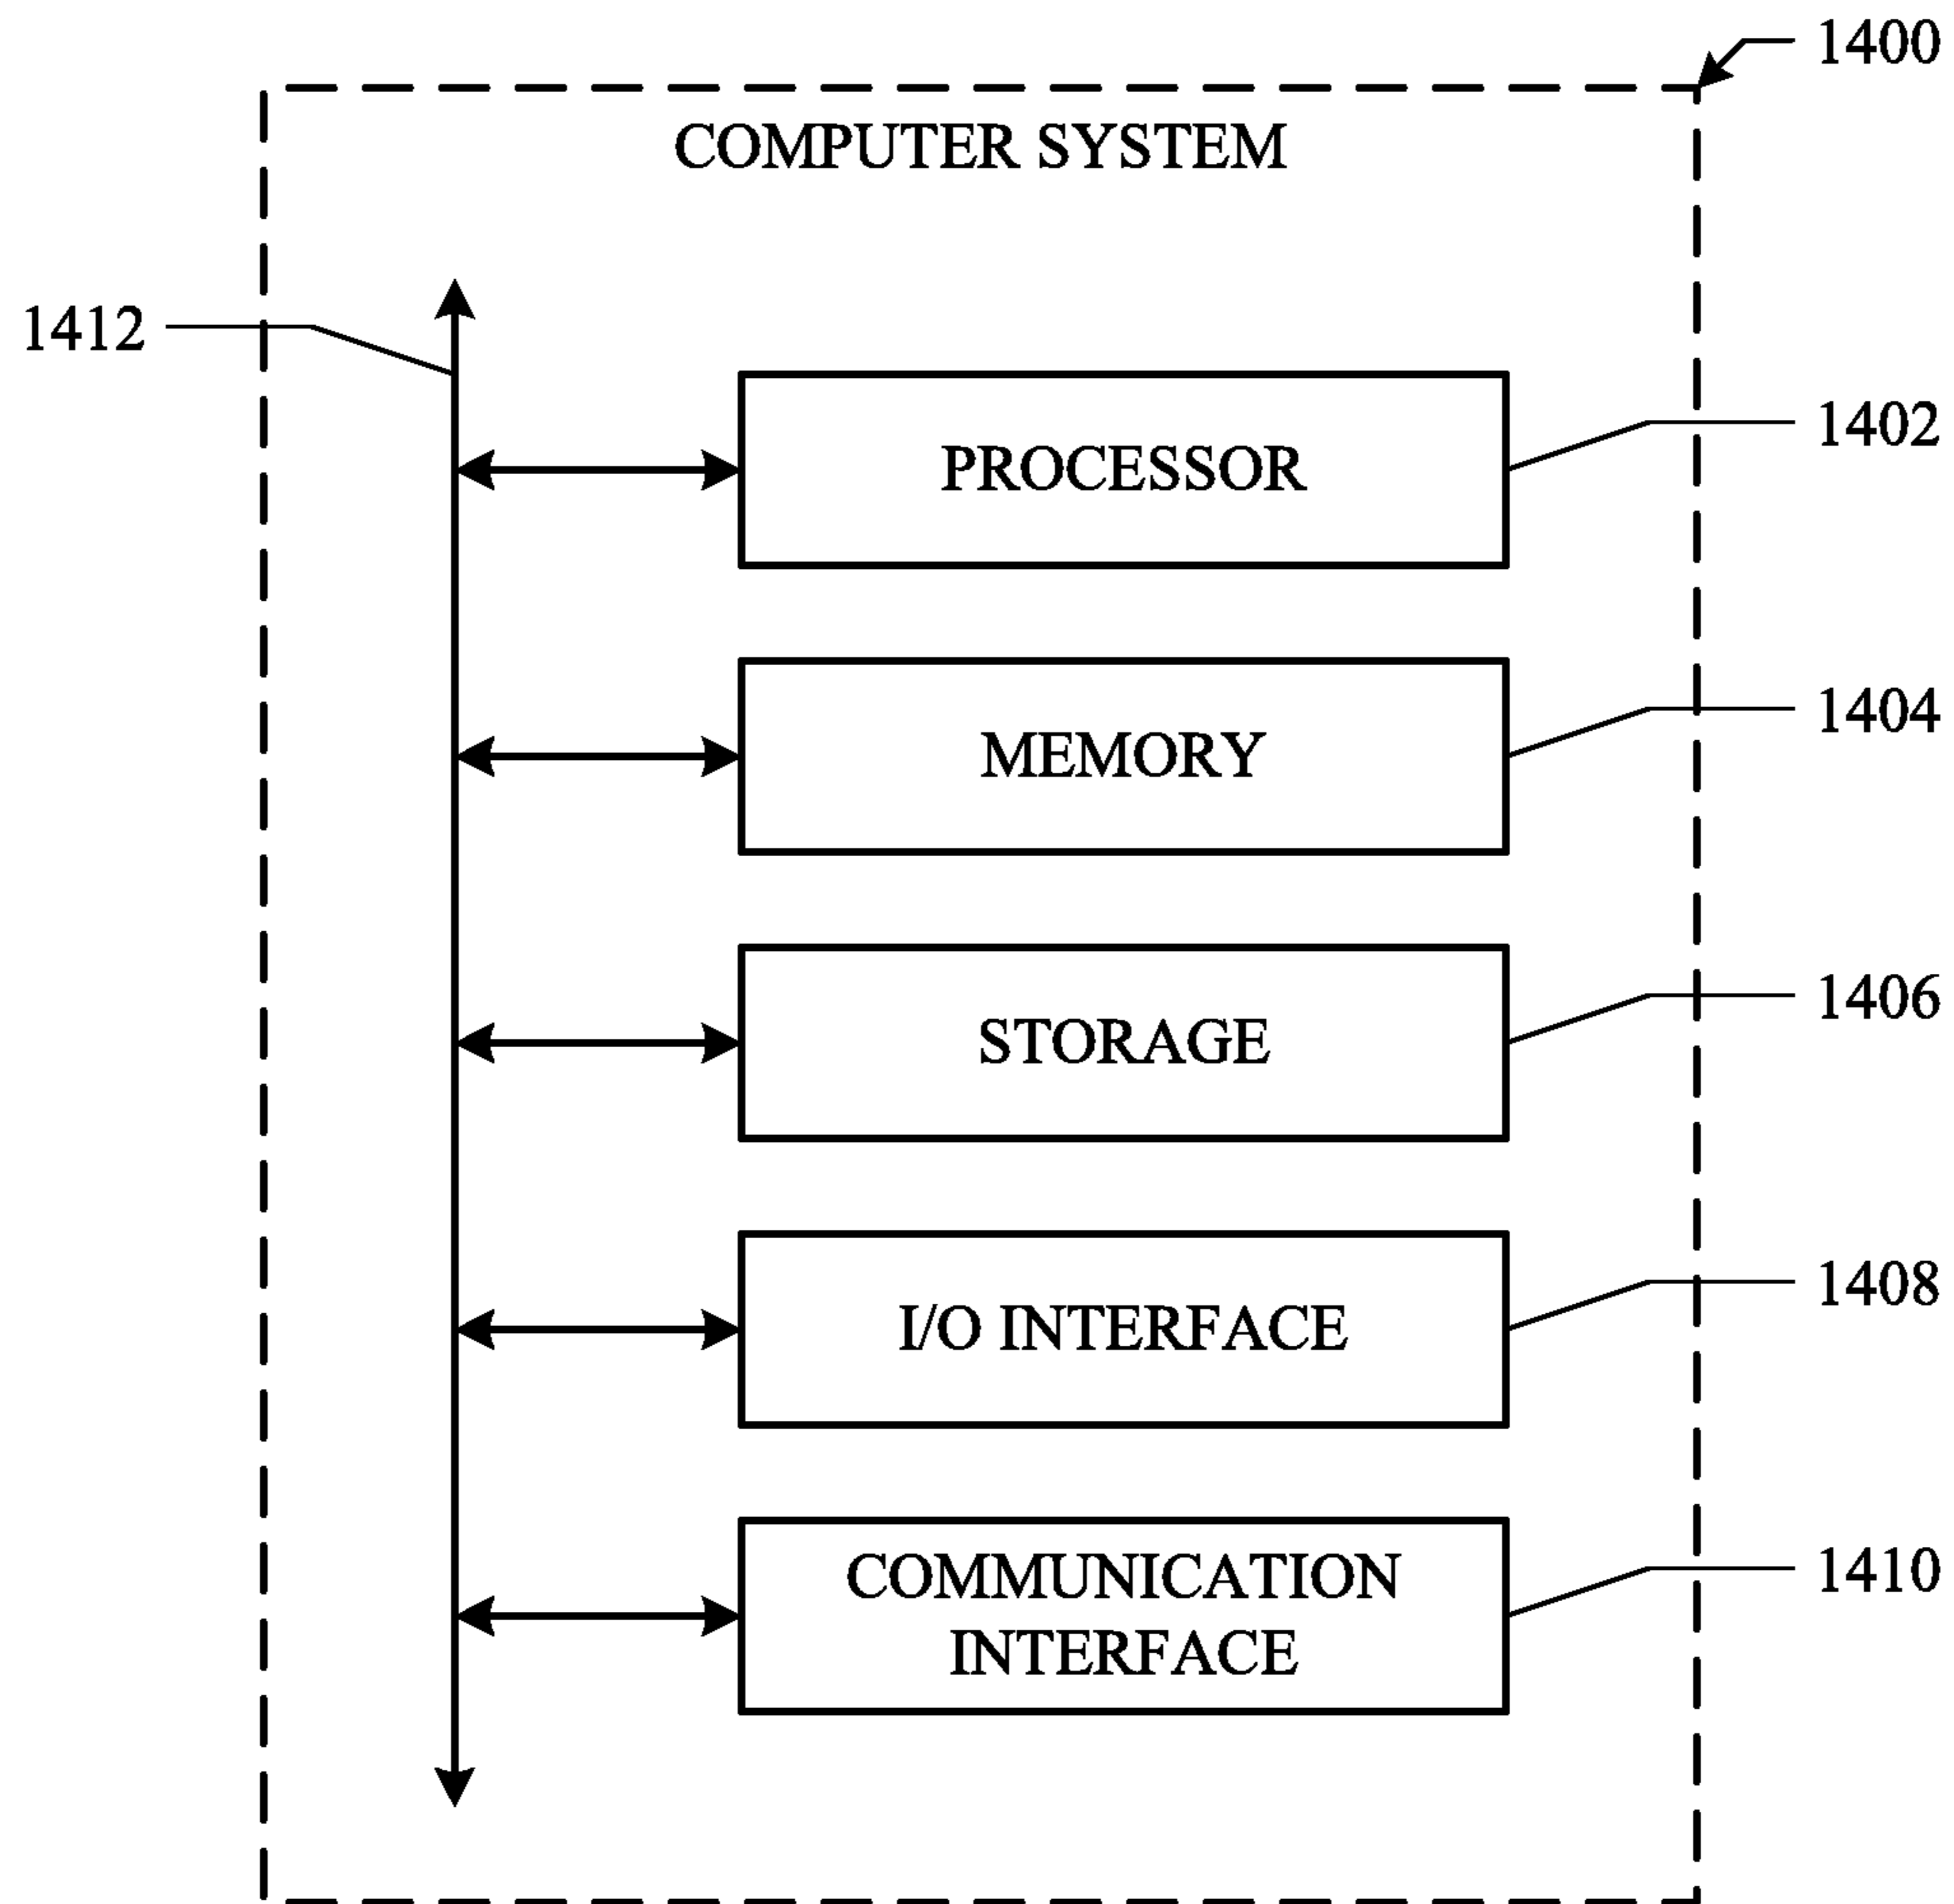 1400
COMPUTER SYSTEM
1412
1402
PROCESSOR
1404
MEMORY
1406
STORAGE
1408
I/O INTERFACE
1410
COMMUNICATION
INTERFACE